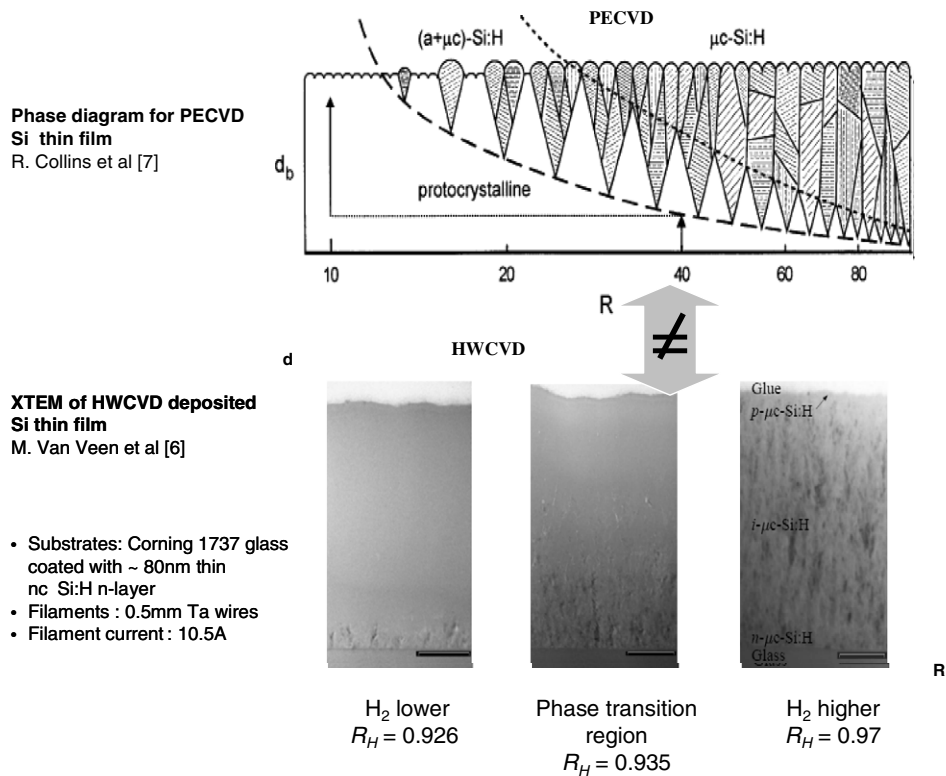 PECVD
(a+μc)-Si:H
μc-Si:H
Phase diagram for PECVD
Si thin film
R. Collins et al [7]
d_b
protocrystalline
10
20
40
60
80
R
≠
HWCVD
d
XTEM of HWCVD deposited
Si thin film
M. Van Veen et al [6]
Glue
p-μc-Si:H
i-μc-Si:H
n-μc-Si:H
Glass
• Substrates: Corning 1737 glass
coated with ~ 80nm thin
nc Si:H n-layer
• Filaments : 0.5mm Ta wires
• Filament current : 10.5A
R
H₂ lower
R_H = 0.926
Phase transition
region
R_H = 0.935
H₂ higher
R_H = 0.97